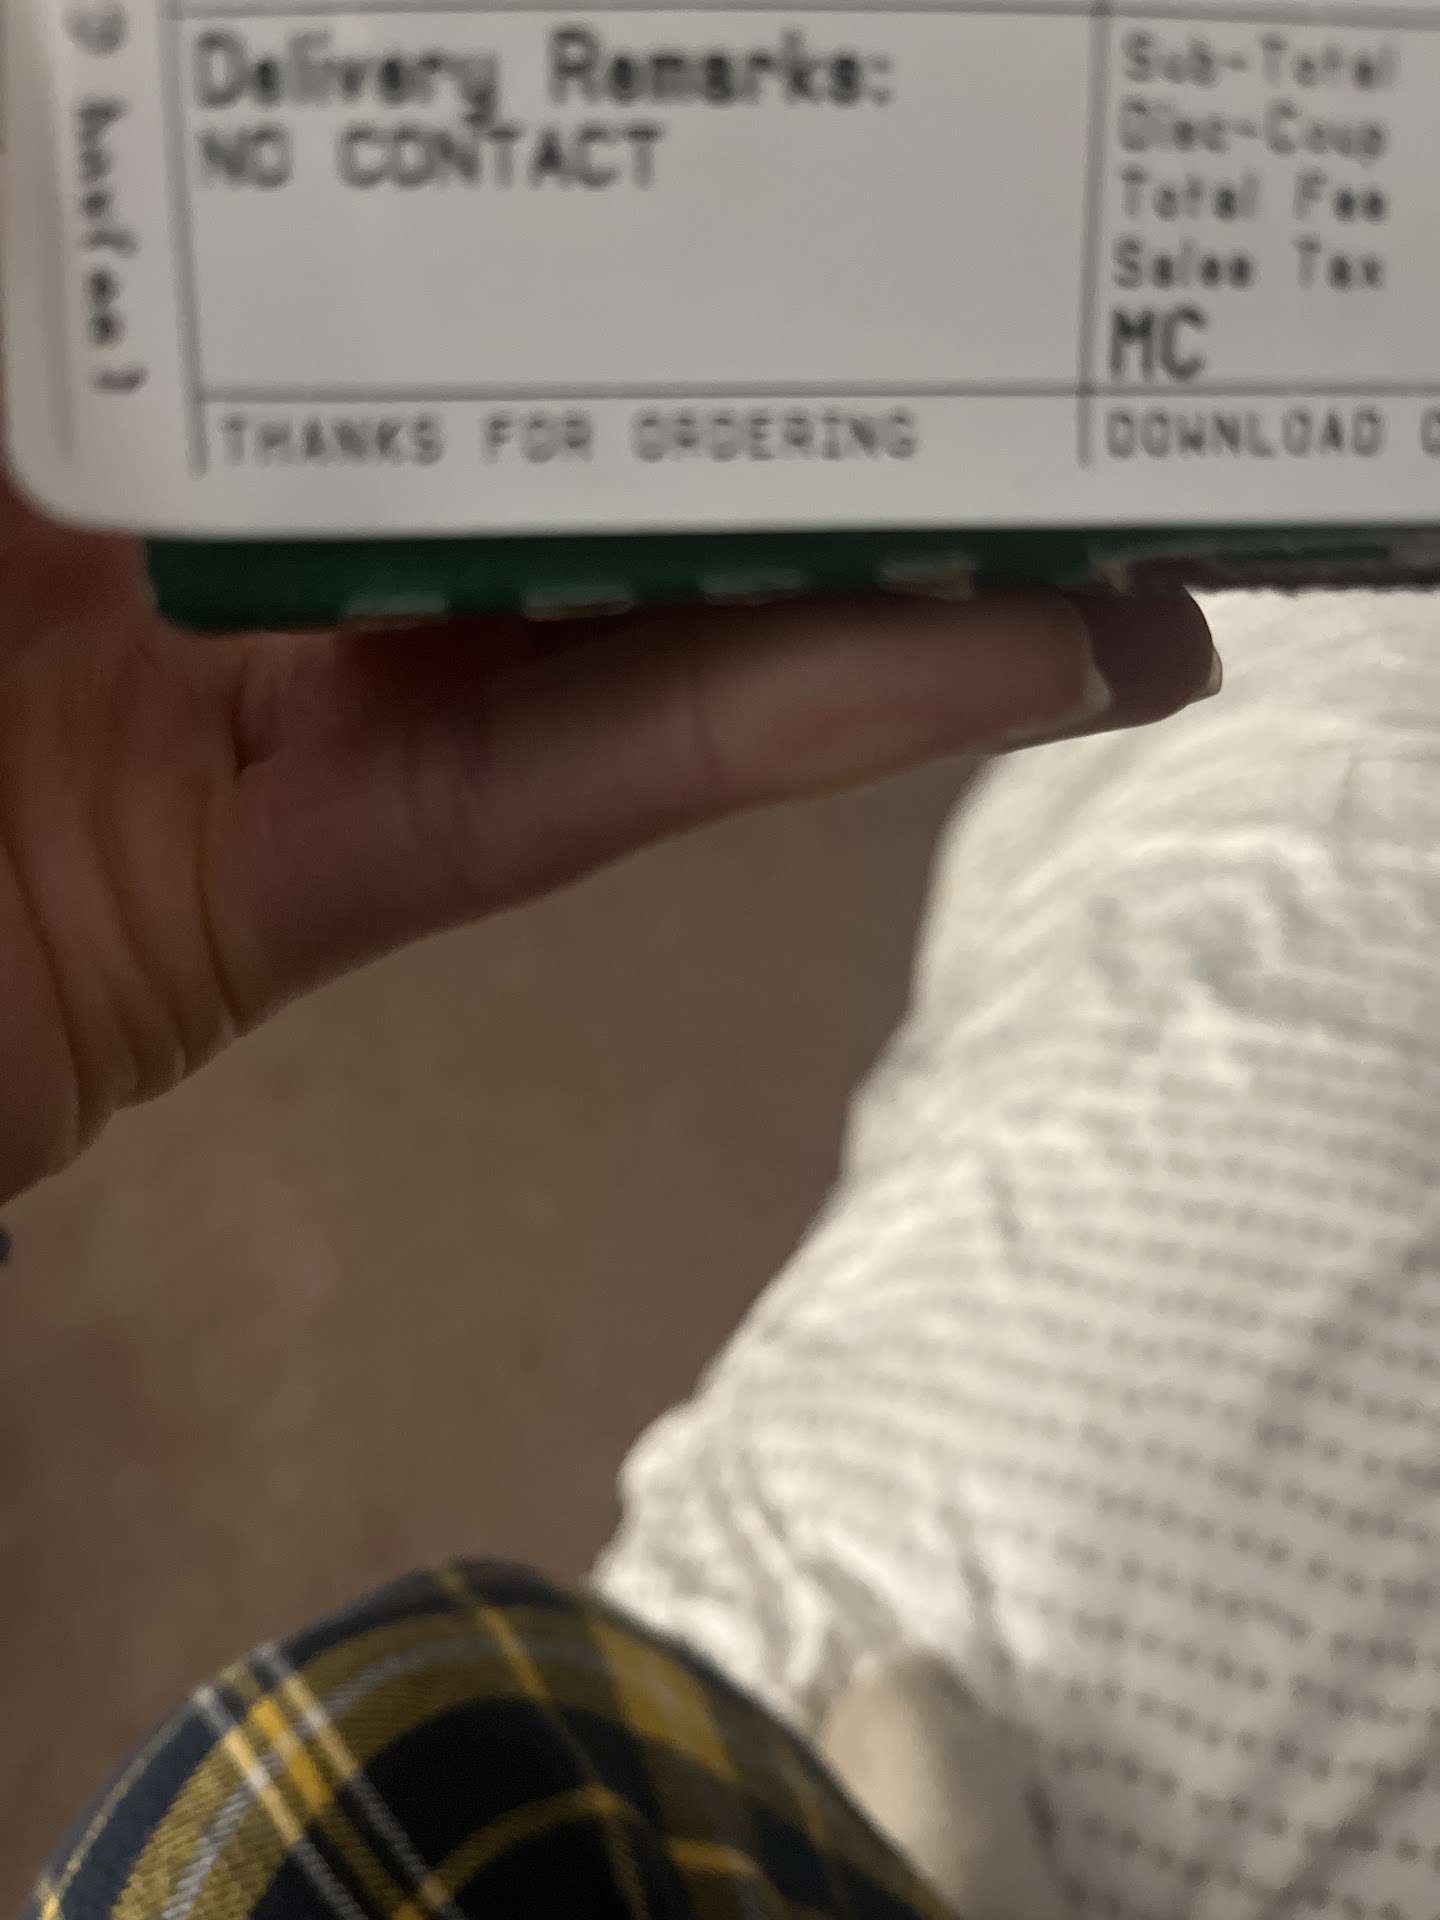 Delivery Remarks:
NO CONTACT
Sub-Total
Disc-Coup
Total Fee
Sales Tax
MC
THANKS FOR ORDERING
DOWNLOAD